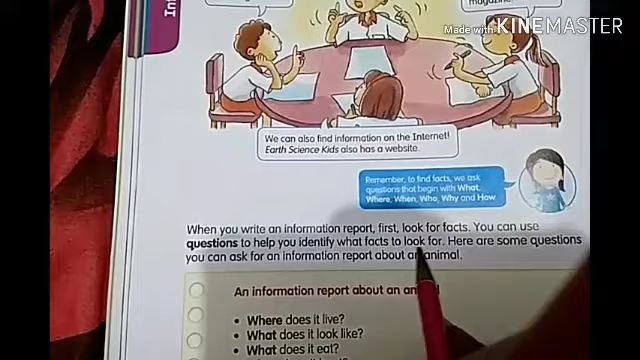 magazine
Made with KINEMASTER
We can also find information on the Internet!
Earth Science Kids also has a website.
Remember, to find facts, we ask
questions that begin with What,
Where, When, Who, Why and How
When you write an information report, first, look for facts. You can use
questions to help you identify what facts to look for. Here are some questions
you can ask for an information report about an animal.
An information report about an
• Where does it live?
• What does it look like?
• What does it eat?